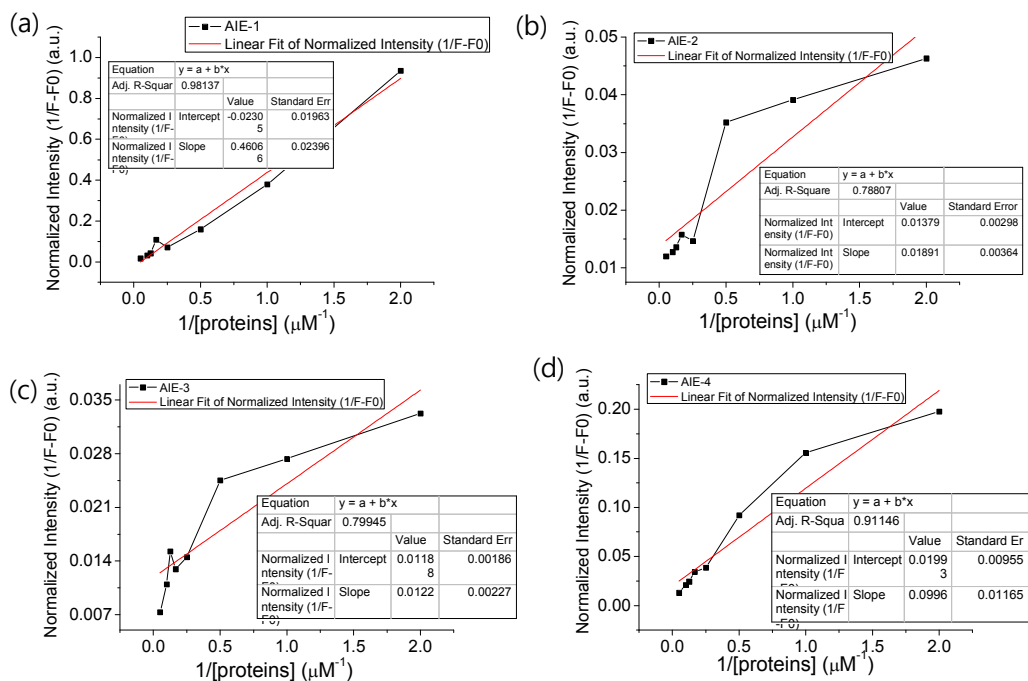 (a)
AIE-1
Linear Fit of Normalized Intensity (1/F-F0)
Equation y = a + b*x
Adj. R-Squar 0.98137
Value Standard Err
Normalized I ntensity (1/F-F0) Intercept -0.0230 5 0.01963
Normalized I ntensity (1/F-F0) Slope 0.4606 6 0.02396
Normalized Intensity (1/F-F0) (a.u.)
1.0
0.8
0.6
0.4
0.2
0.0
0.0 0.5 1.0 1.5 2.0
1/[proteins] (μM⁻¹)
(b)
AIE-2
Linear Fit of Normalized Intensity (1/F-F0)
Equation y = a + b*x
Adj. R-Square 0.78807
Value Standard Error
Normalized Int ensity (1/F-F0) Intercept 0.01379 0.00298
Normalized Int ensity (1/F-F0) Slope 0.01891 0.00364
Normalized Intensity (1/F-F0) (a.u.)
0.05
0.04
0.03
0.02
0.01
0.0 0.5 1.0 1.5 2.0
1/[proteins] (μM⁻¹)
(c)
AIE-3
Linear Fit of Normalized Intensity (1/F-F0)
Equation y = a + b*x
Adj. R-Squar 0.79945
Value Standard Err
Normalized I ntensity (1/F-F0) Intercept 0.0118 8 0.00186
Normalized I ntensity (1/F-F0) Slope 0.0122 0.00227
Normalized Intensity (1/F-F0) (a.u.)
0.035
0.028
0.021
0.014
0.007
0.0 0.5 1.0 1.5 2.0
1/[proteins] (μM⁻¹)
(d)
AIE-4
Linear Fit of Normalized Intensity (1/F-F0)
Equation y = a + b*x
Adj. R-Squa 0.91146
Value Standard Err
Normalized I ntensity (1/F -F0) Intercept 0.0199 3 0.00955
Normalized I ntensity (1/F -F0) Slope 0.0996 0.01165
Normalized Intensity (1/F-F0) (a.u.)
0.20
0.15
0.10
0.05
0.00
0.0 0.5 1.0 1.5 2.0
1/[proteins] (μM⁻¹)